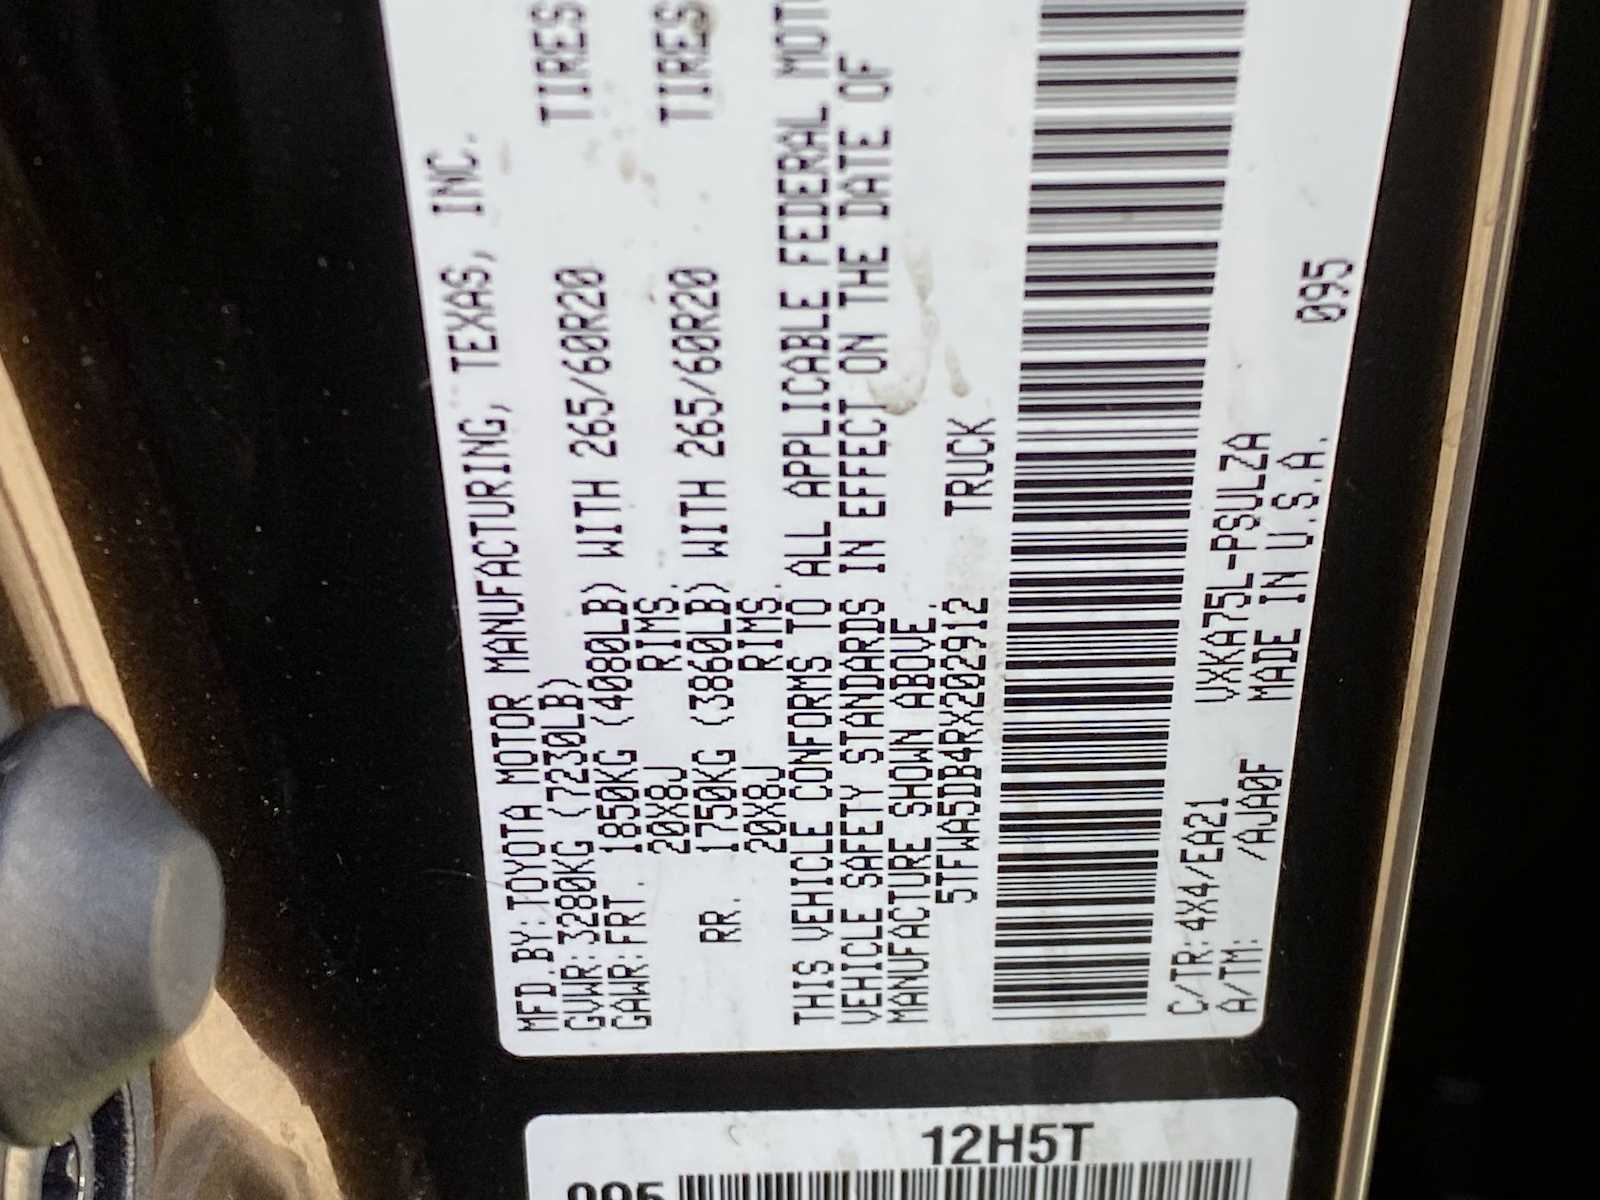 MFD.BY:TOYOTA MOTOR MANUFACTURING, TEXAS, INC.
GVWR:3280KG (7230LB)
GAWR:FRT. 1850KG (4080LB) WITH 265/60R20 TIRES
20X8J RIMS.
RR. 1750KG (3860LB) WITH 265/60R20 TIRES
20X8J RIMS.
THIS VEHICLE CONFORMS TO ALL APPLICABLE FEDERAL MOTO
VEHICLE SAFETY STANDARDS IN EFFECT ON THE DATE OF
MANUFACTURE SHOWN ABOVE.
5TFWA5DB4RX202912 TRUCK
C/TR:4X4/EA21 VXKA75L-PSULZA
A/TM: /AJA0F MADE IN U.S.A. 095
12H5T